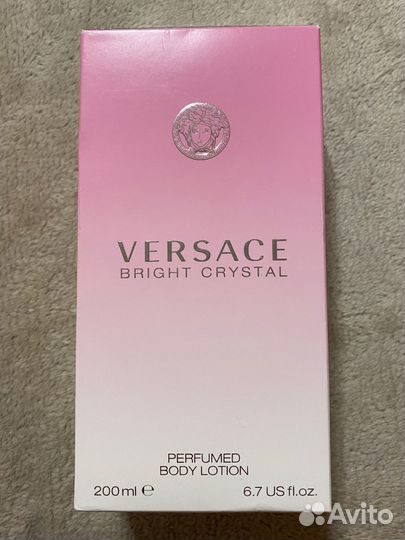 VERSACE
BRIGHT CRYSTAL
PERFUMED
BODY LOTION
200 ml ℮ 6.7 US fl.oz.
Avito